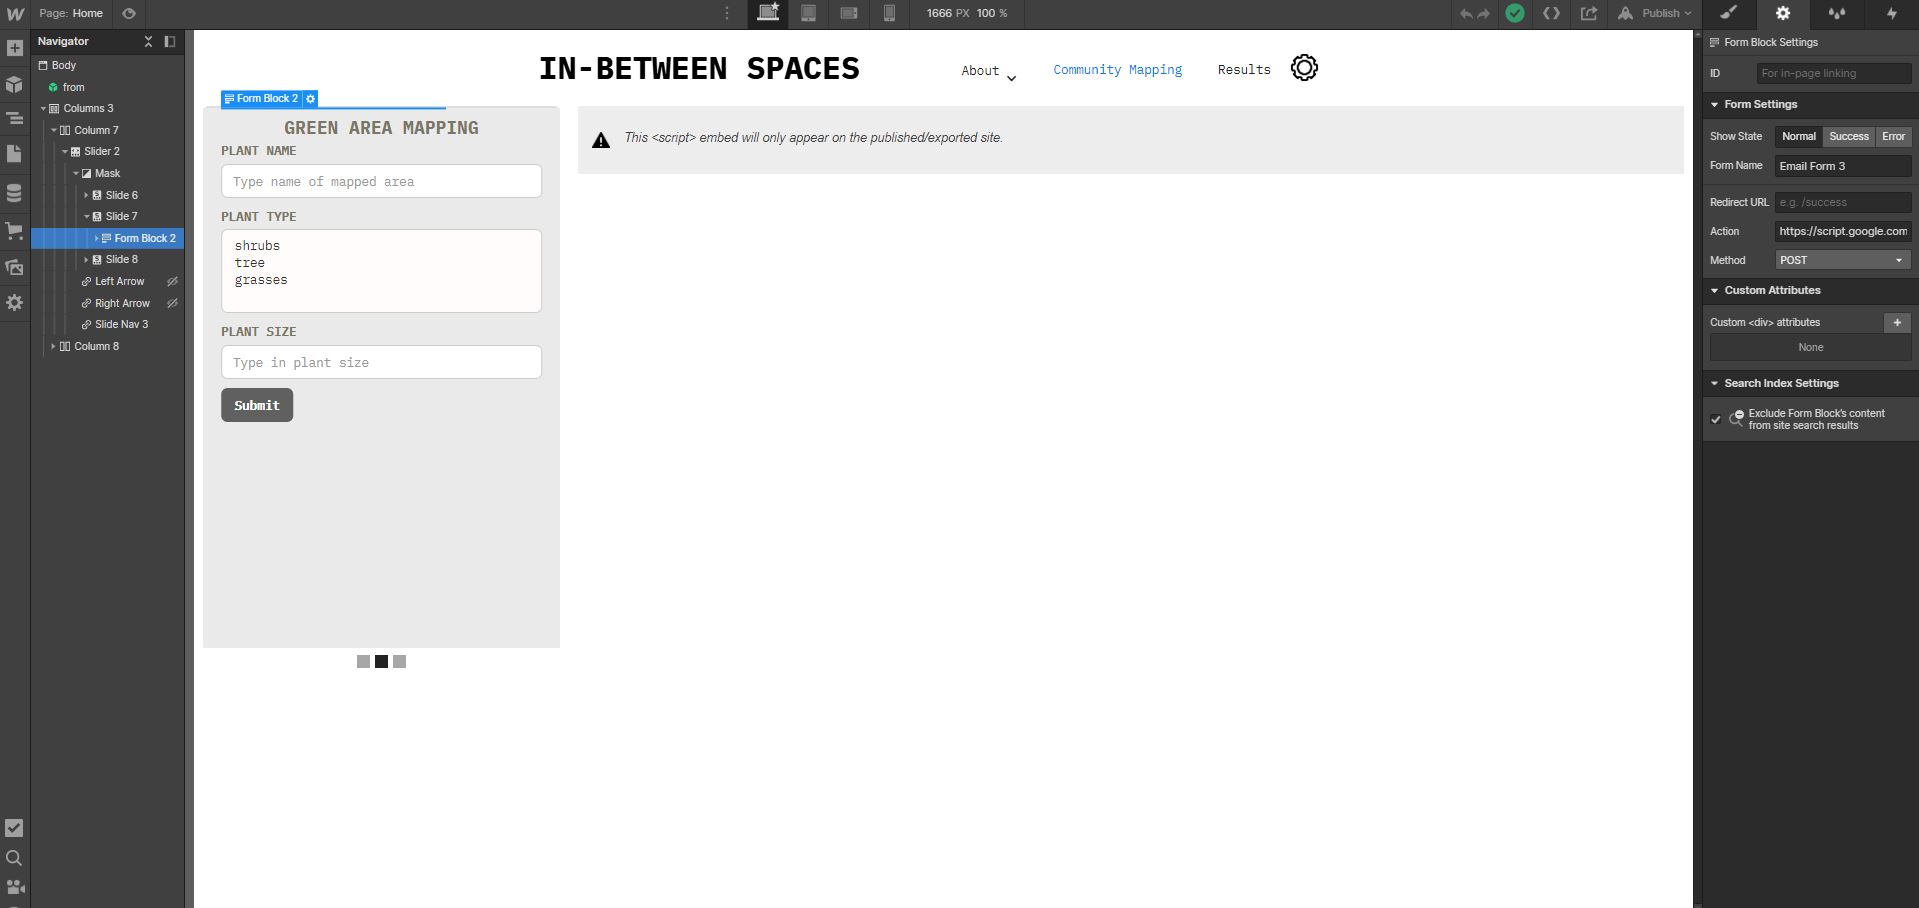 Page: Home
1666 PX 100 %
Publish
Navigator
Body
from
Columns 3
Column 7
Slider 2
Mask
Slide 6
Slide 7
Form Block 2
Slide 8
Left Arrow
Right Arrow
Slide Nav 3
Column 8
IN-BETWEEN SPACES
About
Community Mapping
Results
Form Block 2
GREEN AREA MAPPING
PLANT NAME
Type name of mapped area
PLANT TYPE
shrubs
tree
grasses
PLANT SIZE
Type in plant size
Submit
This <script> embed will only appear on the published/exported site.
Form Block Settings
ID For in-page linking
Form Settings
Show State Normal Success Error
Form Name Email Form 3
Redirect URL e.g. /success
Action https://script.google.com
Method POST
Custom Attributes
Custom <div> attributes +
None
Search Index Settings
Exclude Form Block's content
from site search results